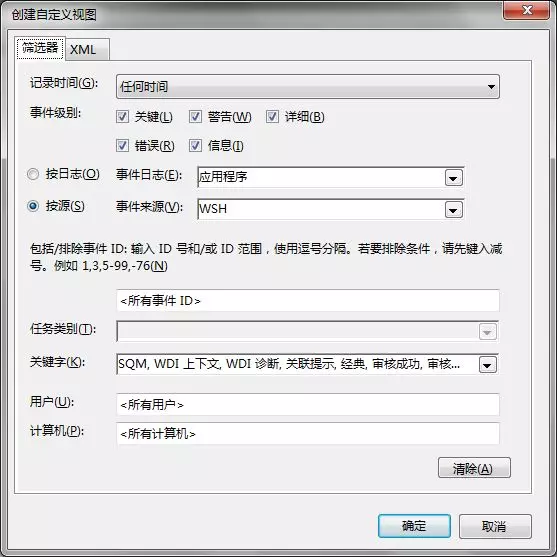 创建自定义视图
筛选器 XML
记录时间(G): 任何时间
事件级别: 关键(L) 警告(W) 详细(B)
错误(R) 信息(I)
按日志(O) 事件日志(E): 应用程序
按源(S) 事件来源(V): WSH
包括/排除事件 ID: 输入 ID 号和/或 ID 范围，使用逗号分隔。若要排除条件，请先键入减
号。例如 1,3,5-99,-76(N)
<所有事件 ID>
任务类别(T):
关键字(K): SQM, WDI 上下文, WDI 诊断, 关联提示, 经典, 审核成功, 审核...
用户(U): <所有用户>
计算机(P): <所有计算机>
清除(A)
确定 取消